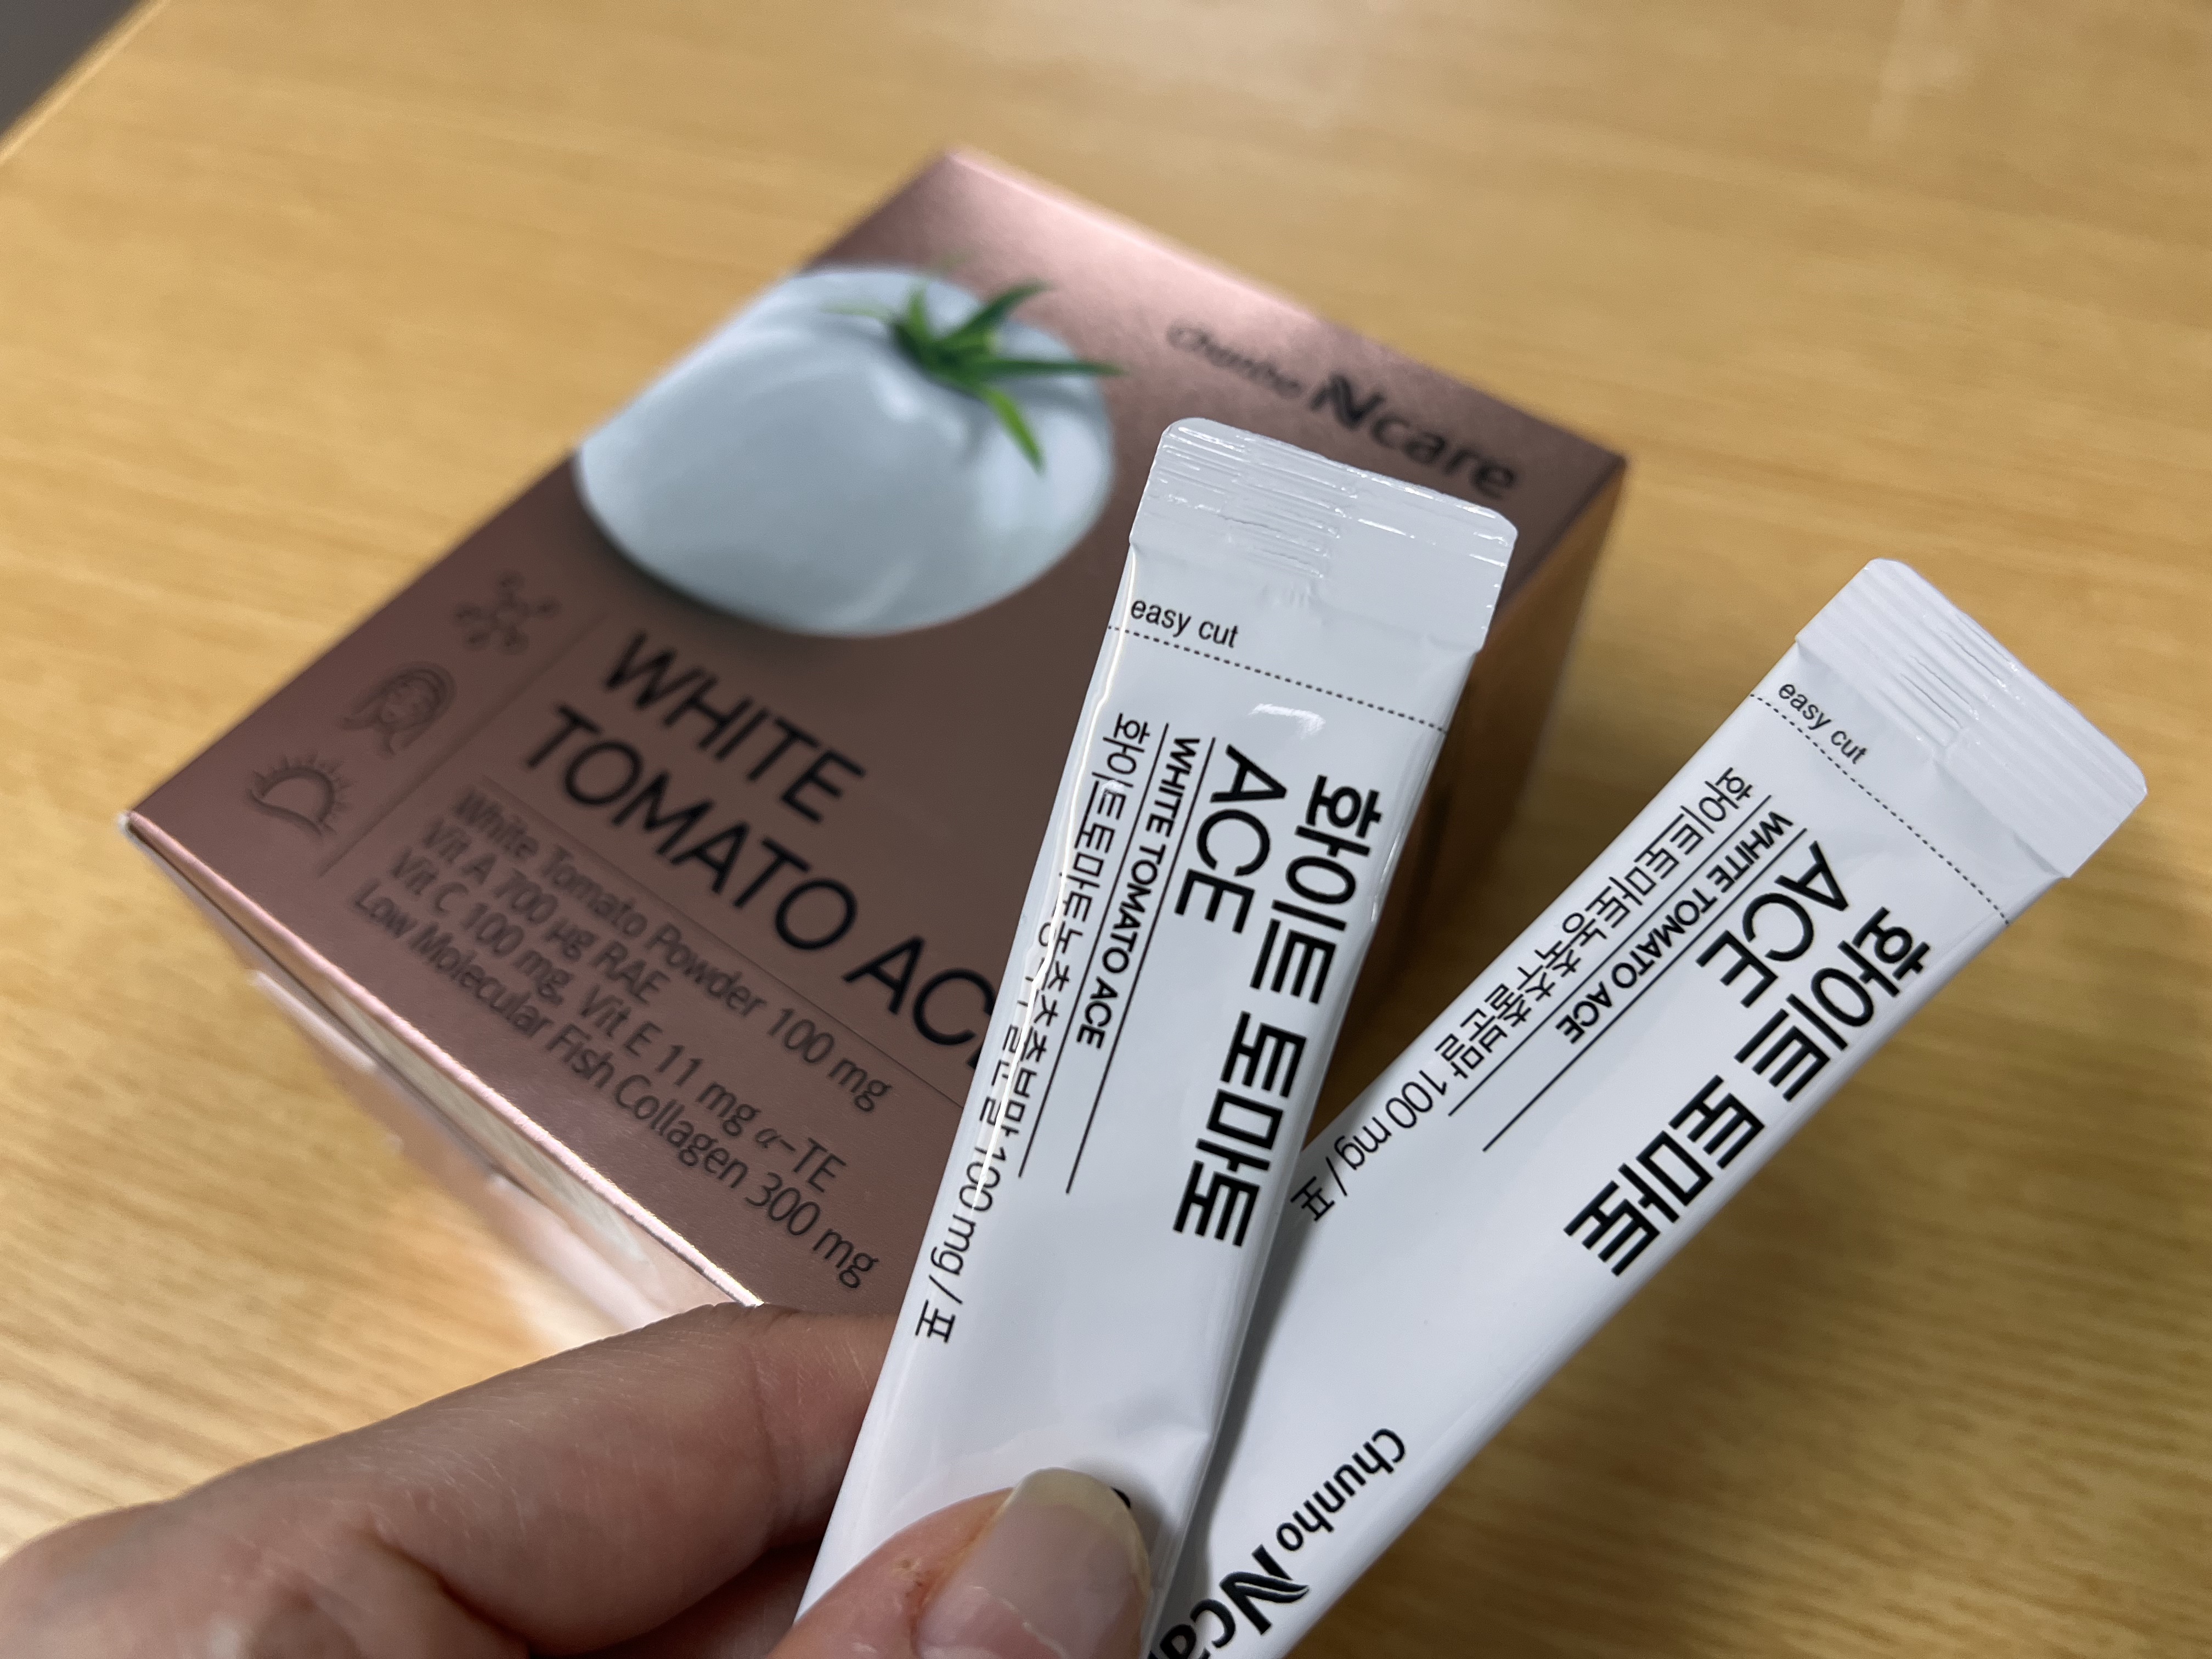 Chunho Ncare
WHITE
TOMATO ACE
White Tomato Powder 100 mg
Vit A 700 μg RAE
Vit C 100 mg, Vit E 11 mg α-TE
Low Molecular Fish Collagen 300 mg
easy cut
화이트 토마토
ACE
WHITE TOMATO ACE
화이트토마토농축추출분말 100 mg / 포
easy cut
화이트 토마토
ACE
WHITE TOMATO ACE
화이트토마토농축추출분말 100 mg / 포
Chunho Nca